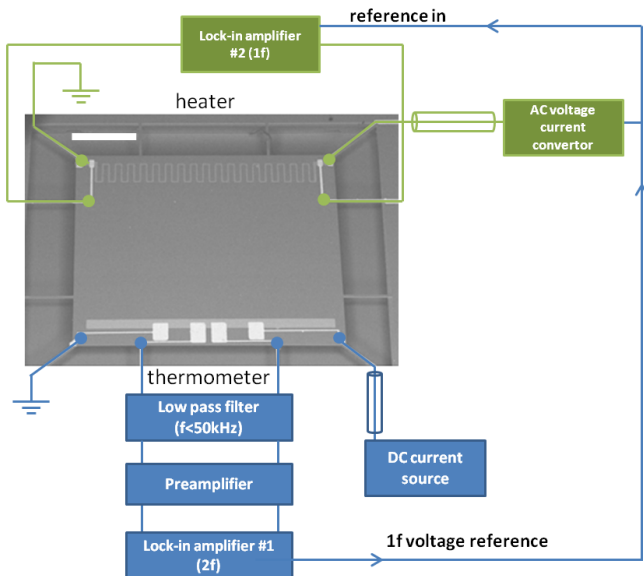 reference in
Lock-in amplifier
#2 (1f)
heater
AC voltage
current
convertor
thermometer
Low pass filter
(f<50kHz)
DC current
source
Preamplifier
Lock-in amplifier #1
(2f)
1f voltage reference